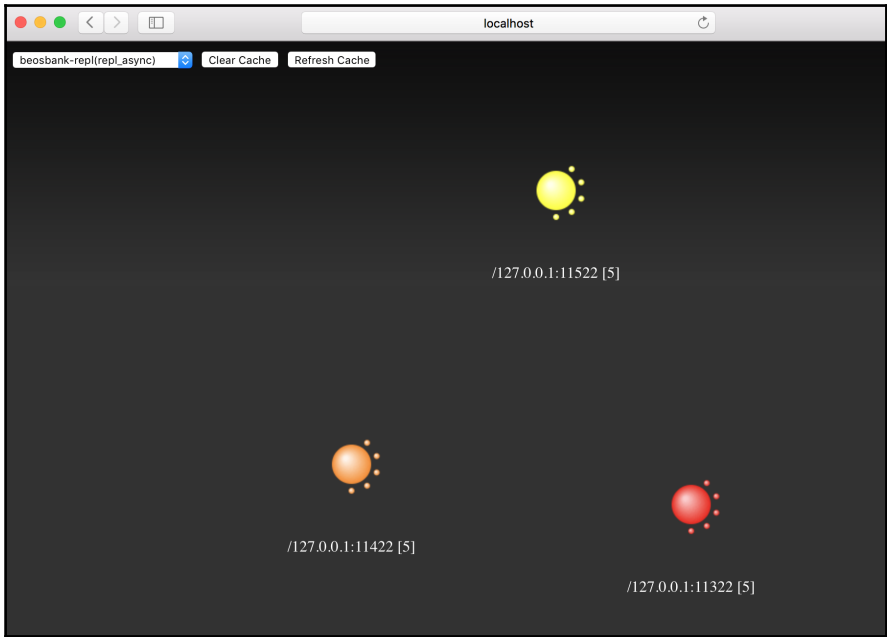 localhost
beosbank-repl(repl_async) Clear Cache Refresh Cache
/127.0.0.1:11522 [5]
/127.0.0.1:11422 [5]
/127.0.0.1:11322 [5]